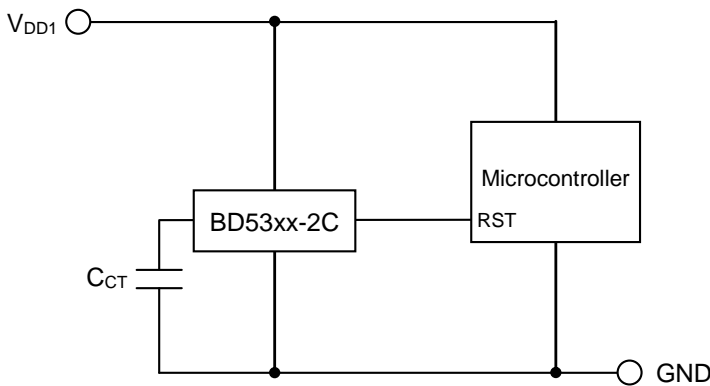 VDD1
Microcontroller
BD53xx-2C
RST
CCT
GND